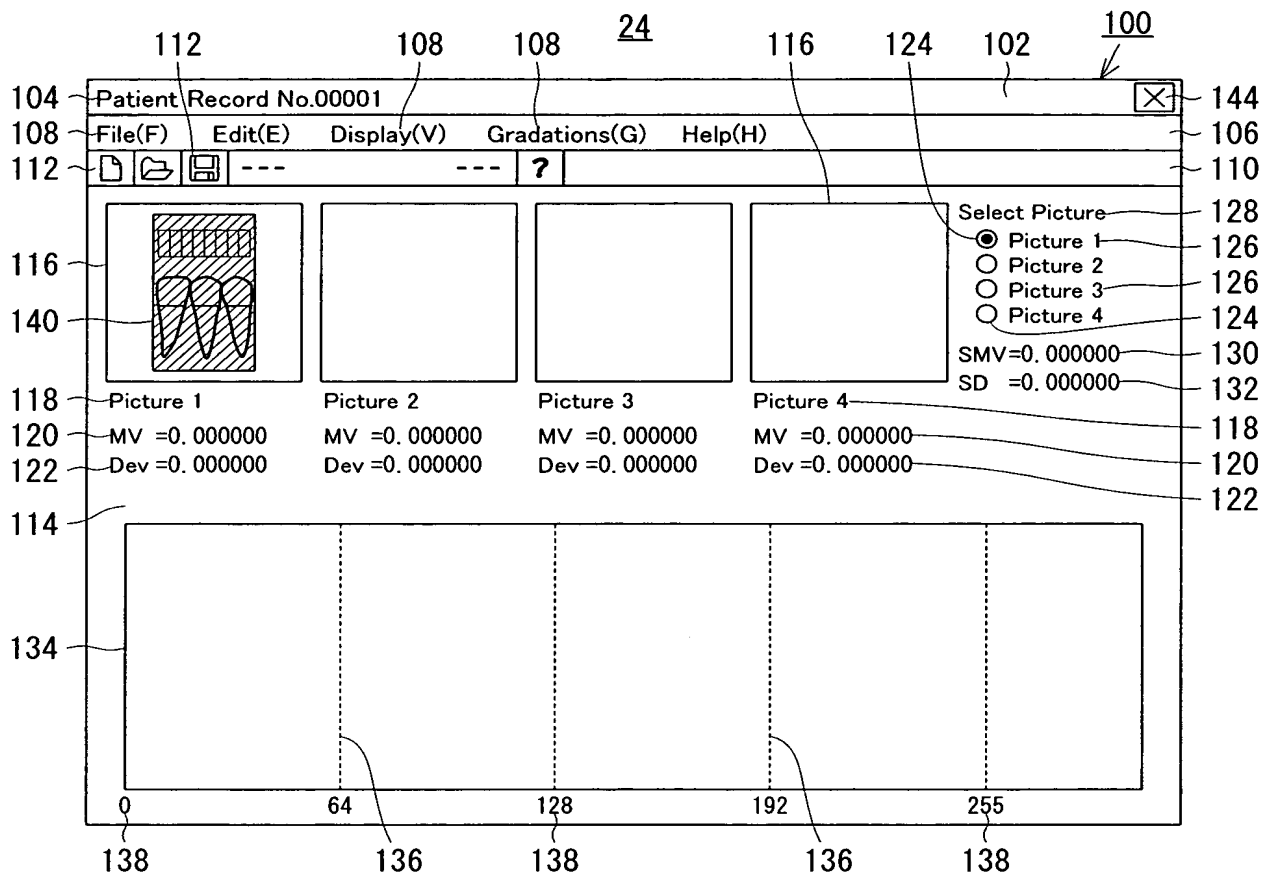 24
112 108 108 116 124 102 100
104 Patient Record No.00001 144
108 File(F) Edit(E) Display(V) Gradations(G) Help(H) 106
112 --- --- ? 110
Select Picture 128
Picture 1 126
116 Picture 2
Picture 3 126
140 Picture 4 124
SMV=0.000000 130
SD =0.000000 132
118 Picture 1 Picture 2 Picture 3 Picture 4 118
120 MV =0.000000 MV =0.000000 MV =0.000000 MV =0.000000 120
122 Dev=0.000000 Dev=0.000000 Dev=0.000000 Dev=0.000000 122
114
134
0 64 128 192 255
138 136 138 136 138